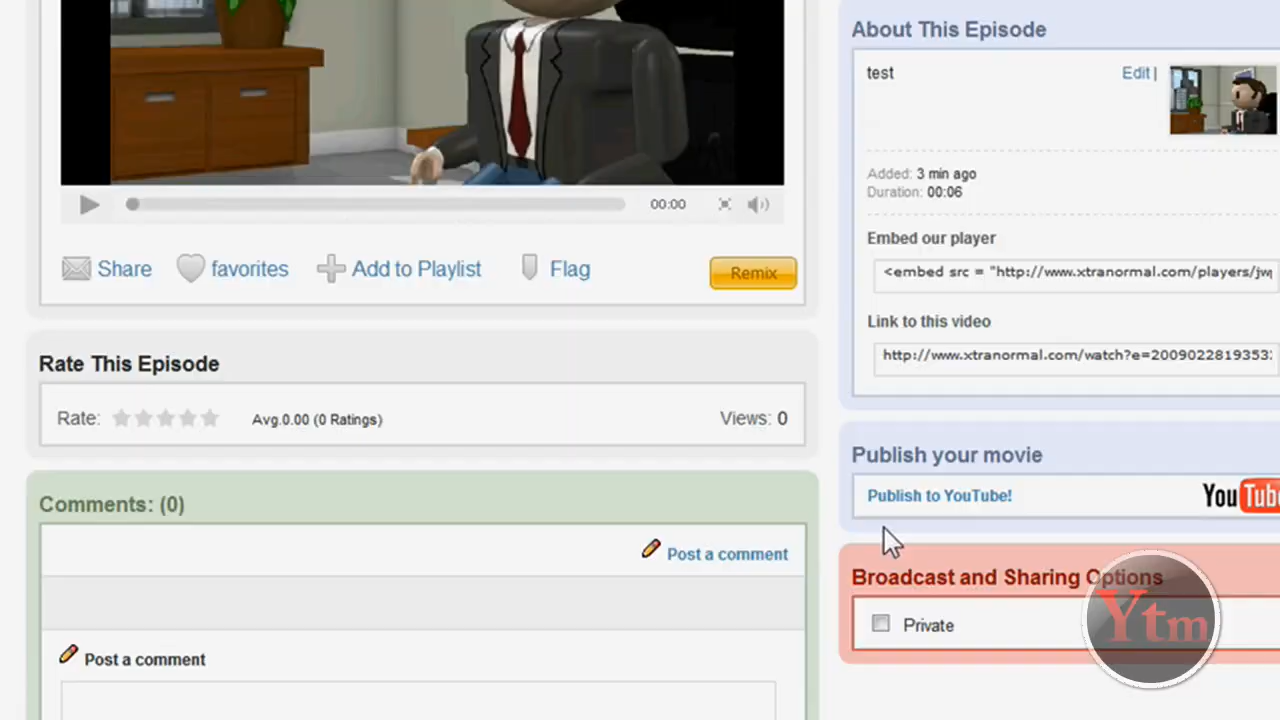 About This Episode
test
Edit |
Added: 3 min ago
Duration: 00:06
Embed our player
<embed src = "http://www.xtranormal.com/players/jw
Link to this video
http://www.xtranormal.com/watch?e=2009022819353
00:00
Share
favorites
Add to Playlist
Flag
Remix
Rate This Episode
Rate:
Avg.0.00 (0 Ratings)
Views: 0
Publish your movie
Publish to YouTube!
YouTube
Comments: (0)
Post a comment
Broadcast and Sharing Options
Private
Ytm
Post a comment